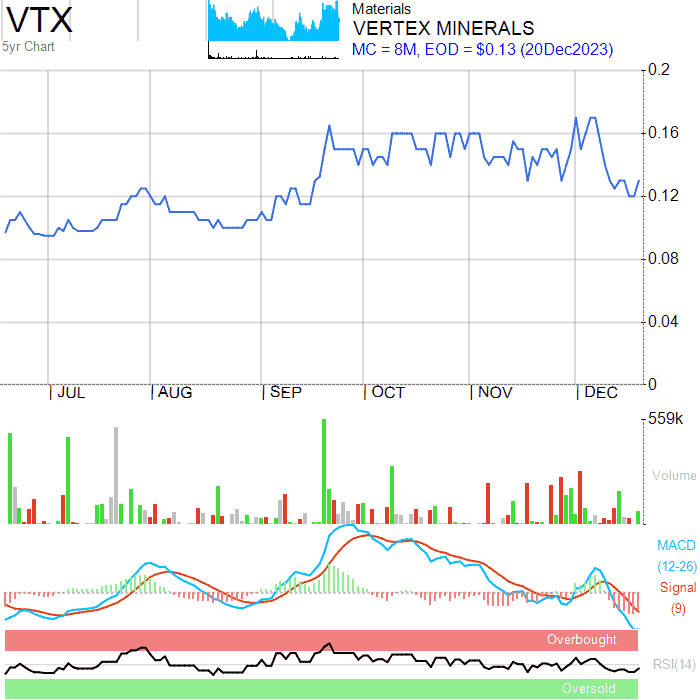 VTX
5yr Chart
Materials
VERTEX MINERALS
MC = 8M, EOD = $0.13 (20Dec2023)
0.2
0.16
0.12
0.08
0.04
0
JUL AUG SEP OCT NOV DEC
559k
Volume
MACD
(12-26)
Signal
(9)
Overbought
RSI(14)
Oversold